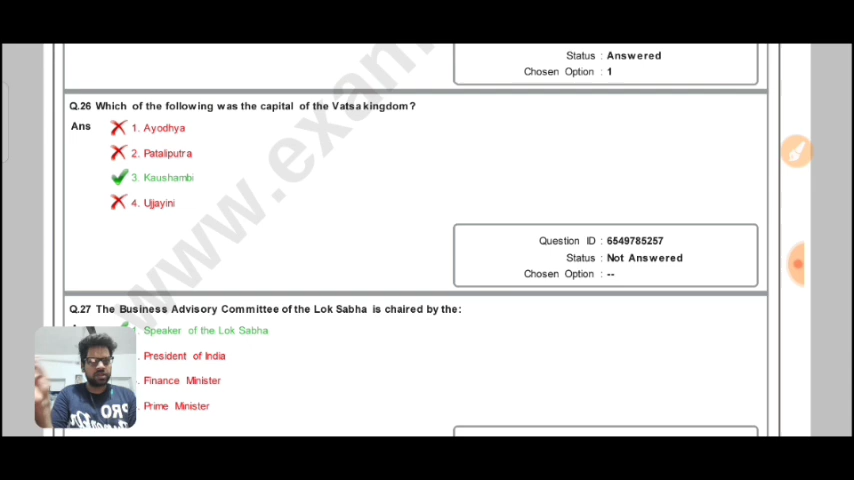 Status : Answered
Chosen Option : 1
Q.26 Which of the following was the capital of the Vatsa kingdom?
Ans
1. Ayodhya
2. Pataliputra
3. Kaushambi
4. Ujjayini
Question ID : 6549785257
Status : Not Answered
Chosen Option : --
Q.27 The Business Advisory Committee of the Lok Sabha is chaired by the:
Speaker of the Lok Sabha
President of India
Finance Minister
Prime Minister
www.exam
PRO